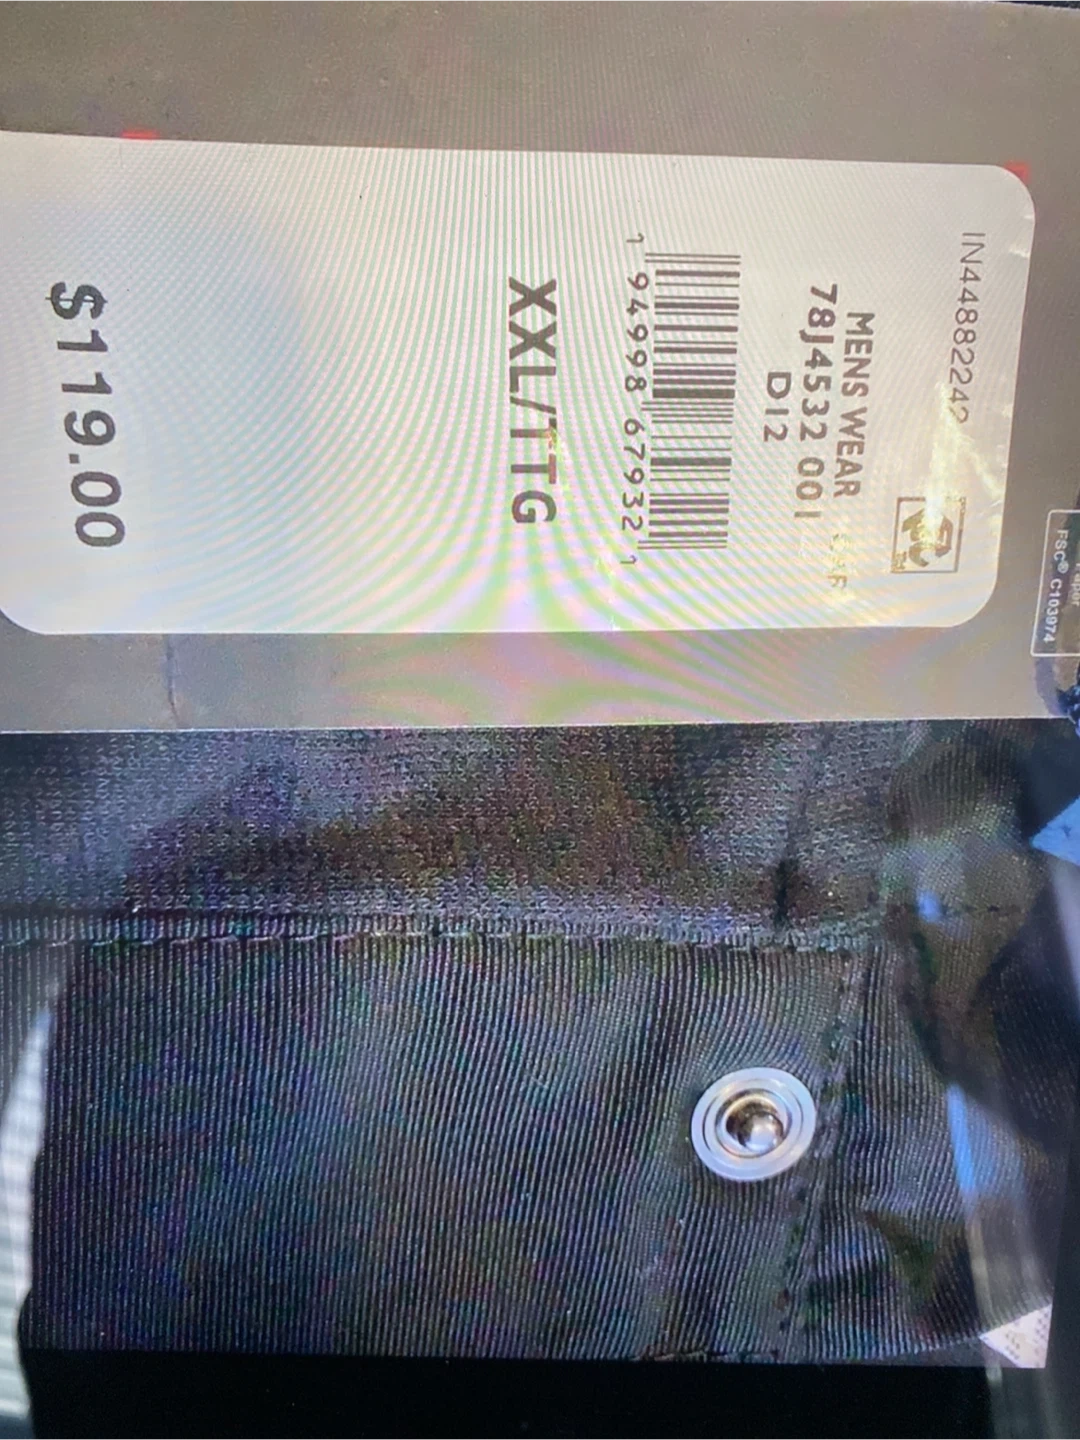 IN44882242
MENS WEAR
78J4532 001
D12
1 94998 67932 1
XXL/TTG
$119.00
FSC® C103974